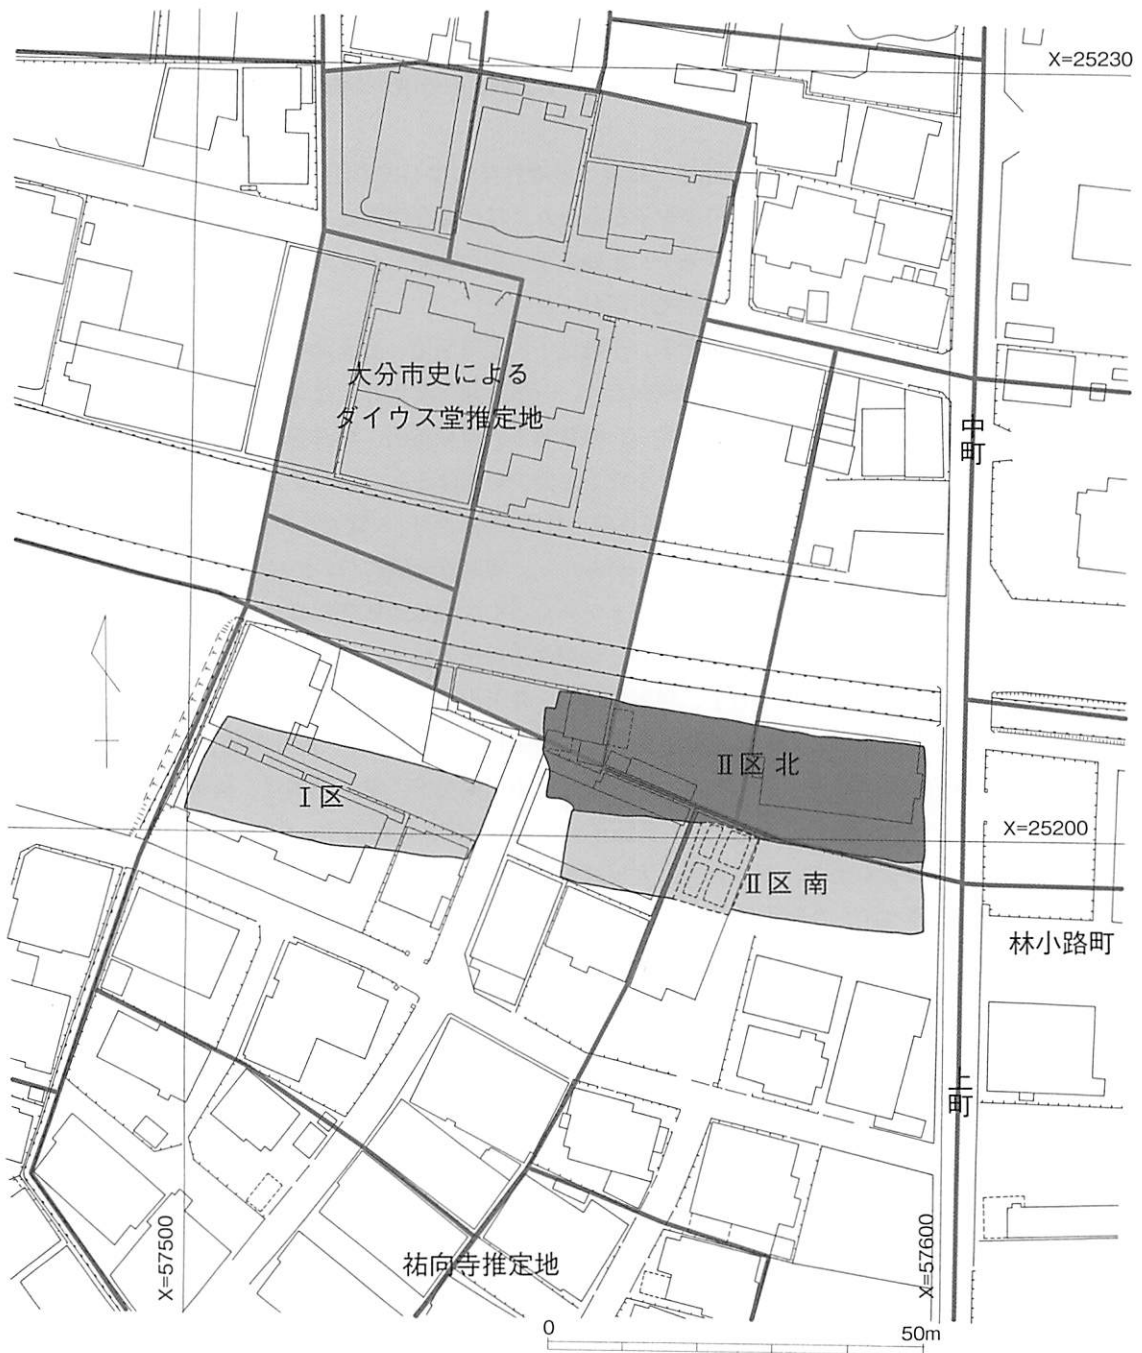 X=25230
大分市史による
ダイウス堂推定地
中町
Ⅱ区 北
Ⅰ区
X=25200
Ⅱ区 南
林小路町
上町
X=57500
X=57600
祐向寺推定地
0
50m